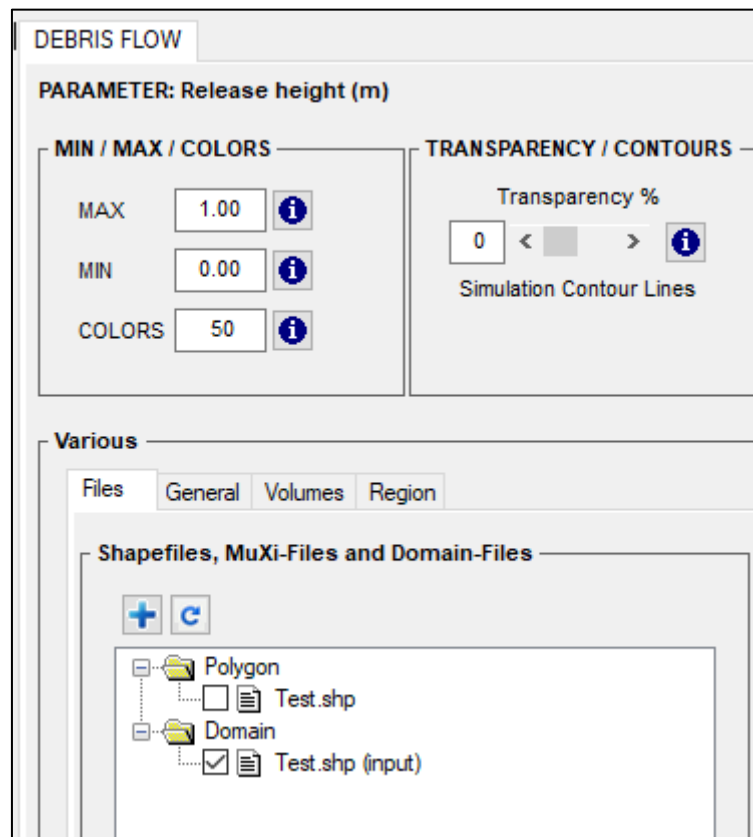 DEBRIS FLOW
PARAMETER: Release height (m)
MIN / MAX / COLORS
MAX 1.00
MIN 0.00
COLORS 50
TRANSPARENCY / CONTOURS
Transparency %
0 < >
Simulation Contour Lines
Various
Files General Volumes Region
Shapefiles, MuXi-Files and Domain-Files
Polygon
Test.shp
Domain
Test.shp (input)